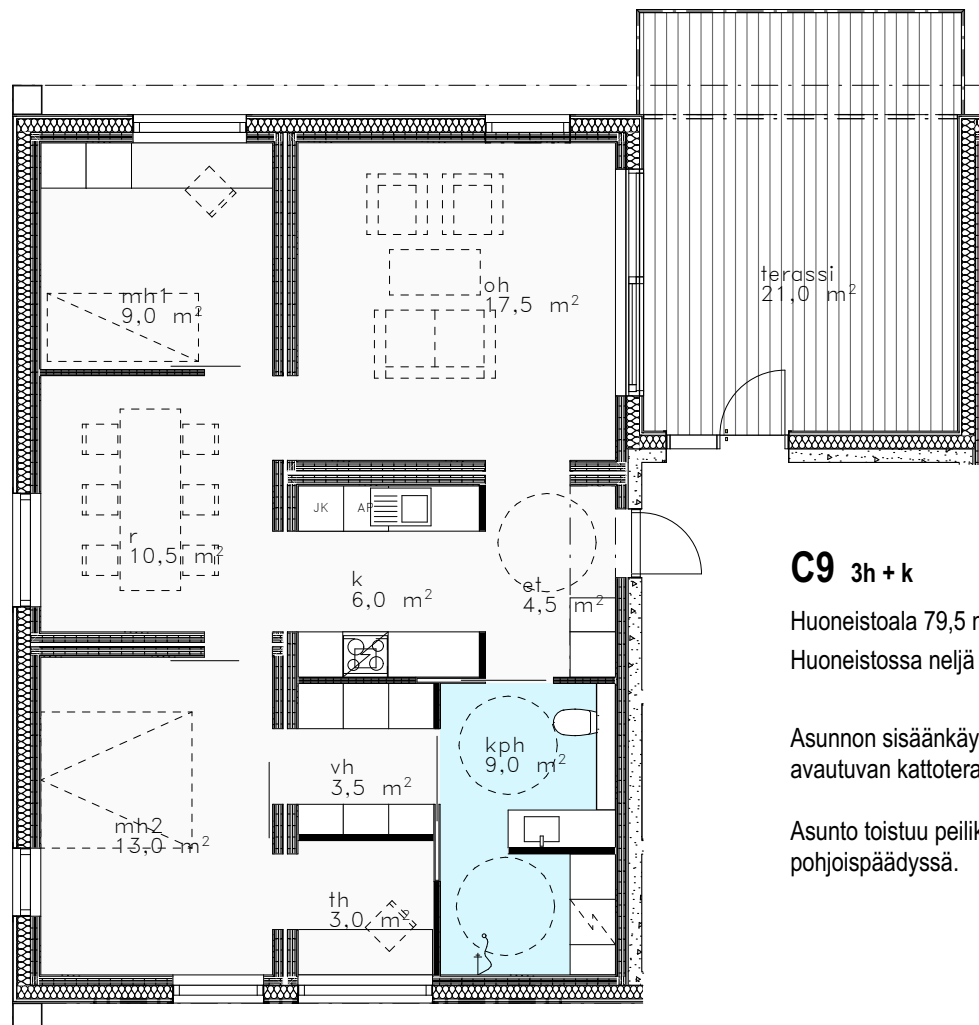 mh1
9,0 m²
oh
17,5 m²
terassi
21,0 m²
r
10,5 m²
JK AP
k
6,0 m²
et
4,5 m²
C9 3h + k
Huoneistoala 79,5 m
Huoneistossa neljä
vh
3,5 m²
kph
9,0 m²
Asunnon sisäänkäy
avautuvan kattotera
mh2
13,0 m²
th
3,0 m²
Asunto toistuu peilik
pohjoispäädyssä.